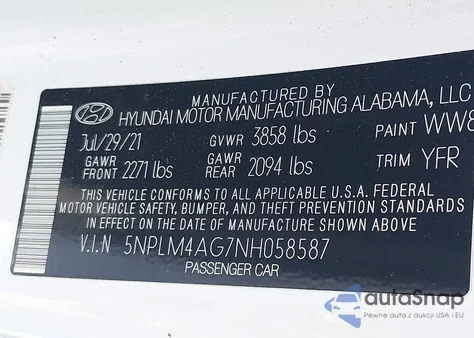 MANUFACTURED BY
HYUNDAI MOTOR MANUFACTURING ALABAMA, LLC
Jul/29/21 GVWR 3858 lbs PAINT WW8
GAWR FRONT 2271 lbs GAWR REAR 2094 lbs TRIM YFR
THIS VEHICLE CONFORMS TO ALL APPLICABLE U.S.A. FEDERAL
MOTOR VEHICLE SAFETY, BUMPER, AND THEFT PREVENTION STANDARDS
IN EFFECT ON THE DATE OF MANUFACTURE SHOWN ABOVE
V.I.N 5NPLM4AG7NH058587
PASSENGER CAR
autoSnap
Pewne auta z aukcji USA i EU